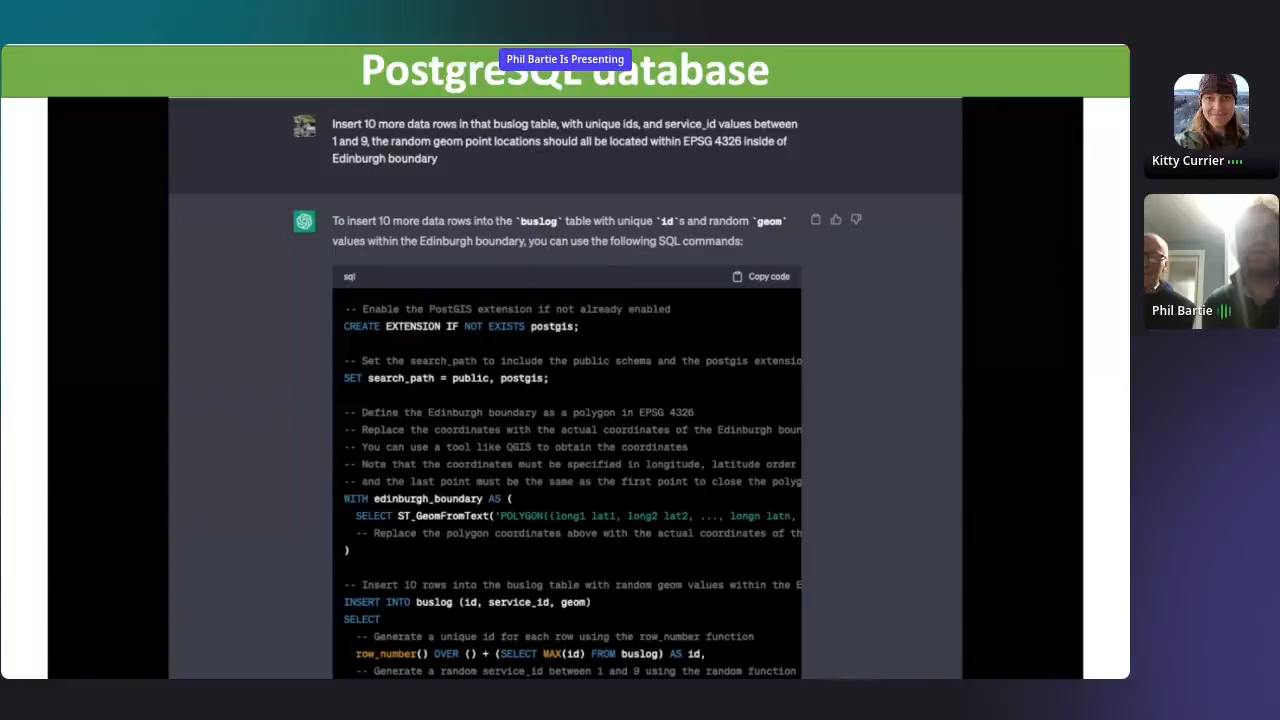 PostgreSQL database
Phil Bartie Is Presenting
Insert 10 more data rows in that buslog table, with unique ids, and service_id values between
1 and 9, the random geom point locations should all be located within EPSG 4326 inside of
Edinburgh boundary
To insert 10 more data rows into the `buslog` table with unique `id`s and random `geom`
values within the Edinburgh boundary, you can use the following SQL commands:
sql
Copy code
-- Enable the PostGIS extension if not already enabled
CREATE EXTENSION IF NOT EXISTS postgis;
-- Set the search_path to include the public schema and the postgis extensio
SET search_path = public, postgis;
-- Define the Edinburgh boundary as a polygon in EPSG 4326
-- Replace the coordinates with the actual coordinates of the Edinburgh boun
-- You can use a tool like QGIS to obtain the coordinates
-- Note that the coordinates must be specified in longitude, latitude order
-- and the last point must be the same as the first point to close the polyg
WITH edinburgh_boundary AS (
SELECT ST_GeomFromText('POLYGON((long1 lat1, long2 lat2, ..., longn latn,
-- Replace the polygon coordinates above with the actual coordinates of th
)
-- Insert 10 rows into the buslog table with random geom values within the E
INSERT INTO buslog (id, service_id, geom)
SELECT
-- Generate a unique id for each row using the row_number function
row_number() OVER () + (SELECT MAX(id) FROM buslog) AS id,
-- Generate a random service_id between 1 and 9 using the random function
Kitty Currier
Phil Bartie